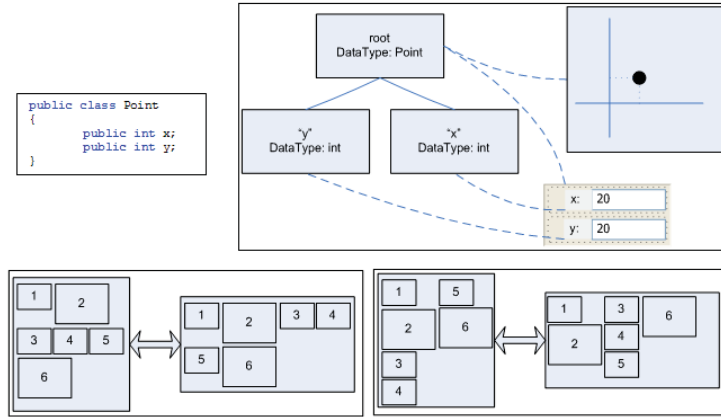 public class Point
{
public int x;
public int y;
}
root
DataType: Point
"y"
DataType: int
"x"
DataType: int
x: 20
y: 20
1 2
3 4 5
6
1 2 3 4
5 6
1 5
2 6
3
4
1 3 6
2 4
5